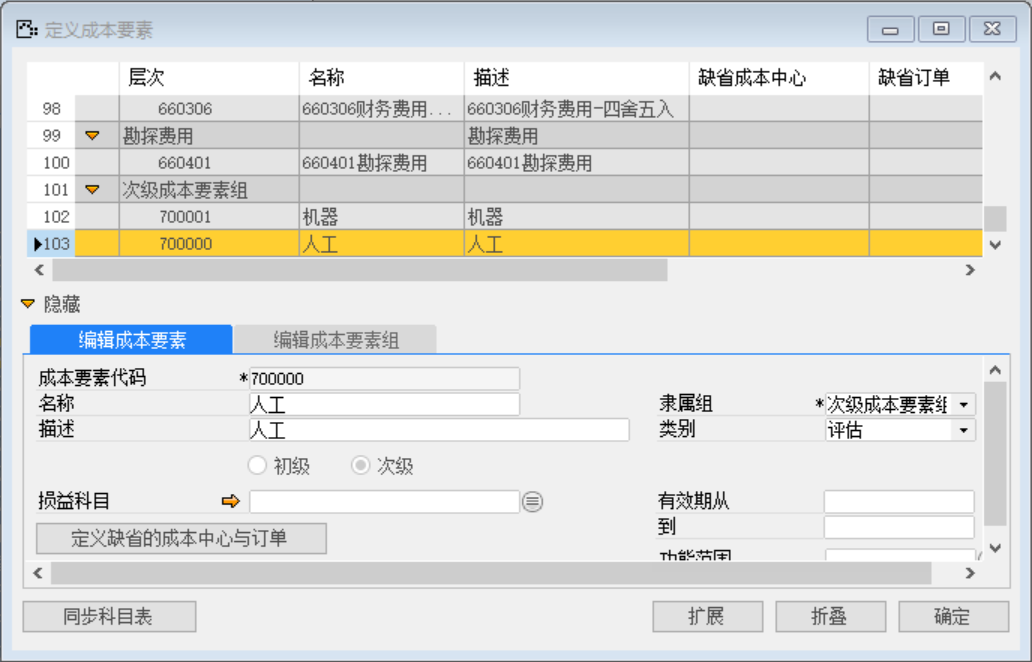 定义成本要素
层次 名称 描述 缺省成本中心 缺省订单
98 660306 660306财务费用... 660306财务费用-四舍五入
99 勘探费用 勘探费用
100 660401 660401勘探费用 660401勘探费用
101 次级成本要素组
102 700001 机器 机器
103 700000 人工 人工
隐藏
编辑成本要素 编辑成本要素组
成本要素代码 *700000
名称 人工 隶属组 *次级成本要素组
描述 人工 类别 评估
初级 次级
损益科目 有效期从
到
定义缺省的成本中心与订单
功能范围
同步科目表 扩展 折叠 确定